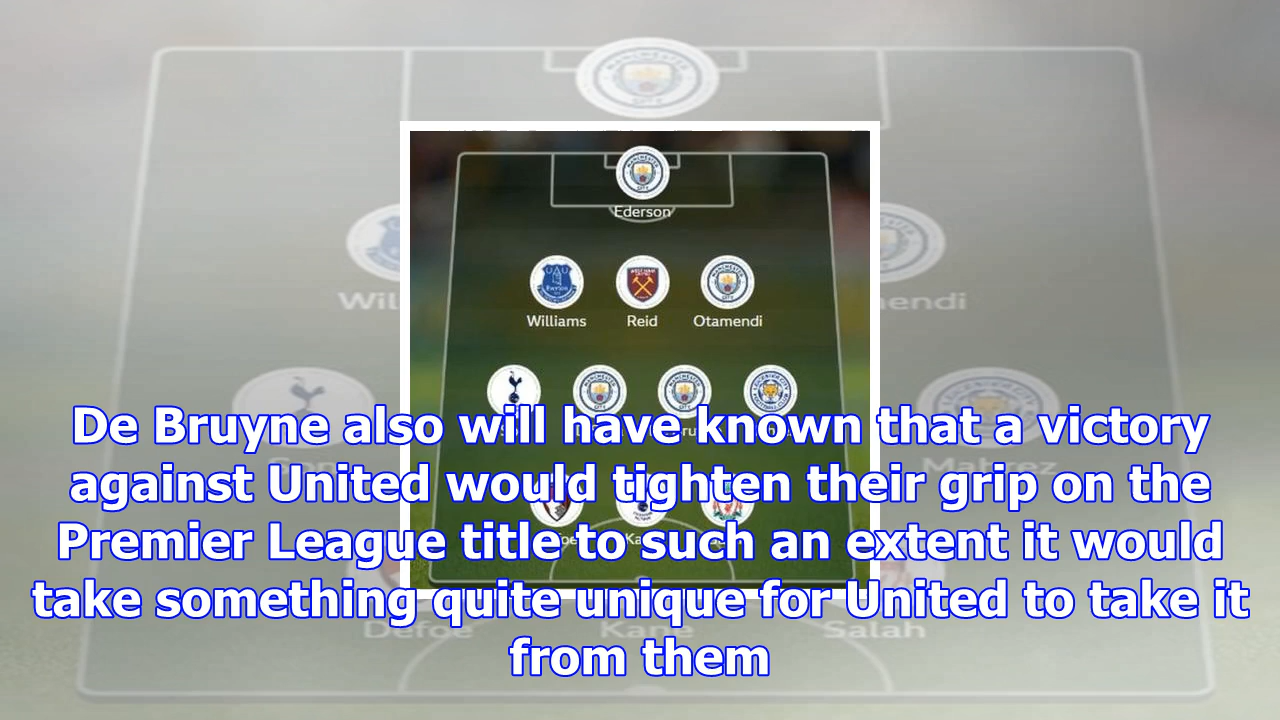 Ederson
Williams Reid Otamendi
De Bruyne also will have known that a victory
against United would tighten their grip on the
Premier League title to such an extent it would
take something quite unique for United to take it
from them
Mahrez
Defoe Kane Salah